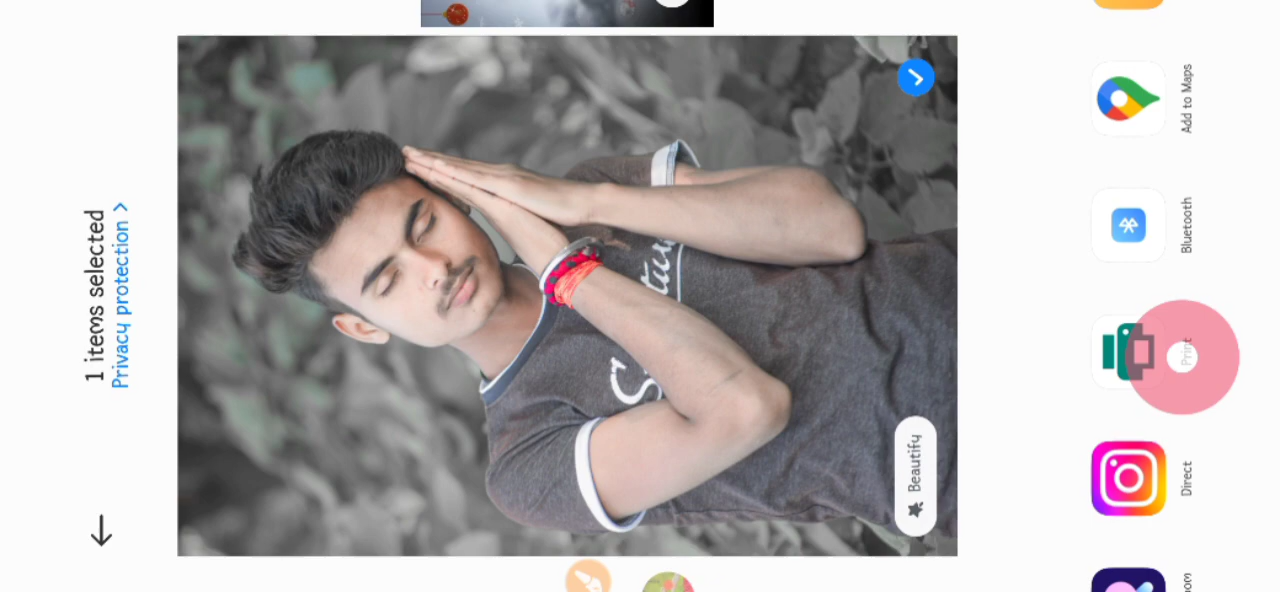 1 items selected
Privacy protection >
Beautify
Add to Maps
Bluetooth
Print
Direct